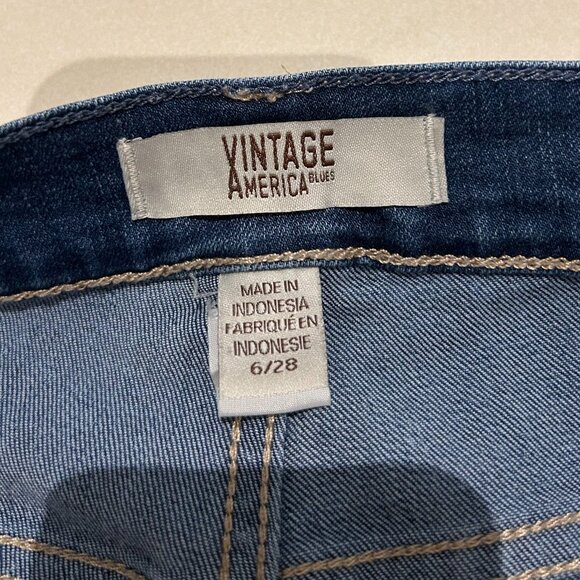 VINTAGE
AMERICA BLUES
MADE IN
INDONESIA
FABRIQUÉ EN
INDONESIE
6/28